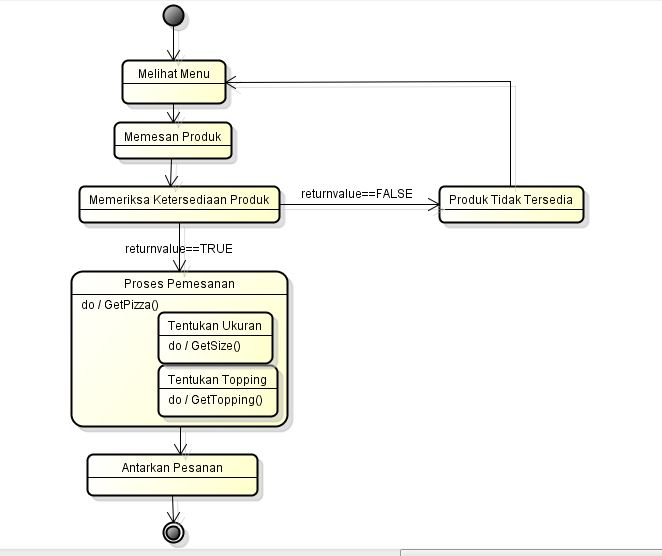 Melihat Menu
Memesan Produk
Memeriksa Ketersediaan Produk
returnvalue==FALSE
Produk Tidak Tersedia
returnvalue==TRUE
Proses Pemesanan
do / GetPizza()
Tentukan Ukuran
do / GetSize()
Tentukan Topping
do / GetTopping()
Antarkan Pesanan